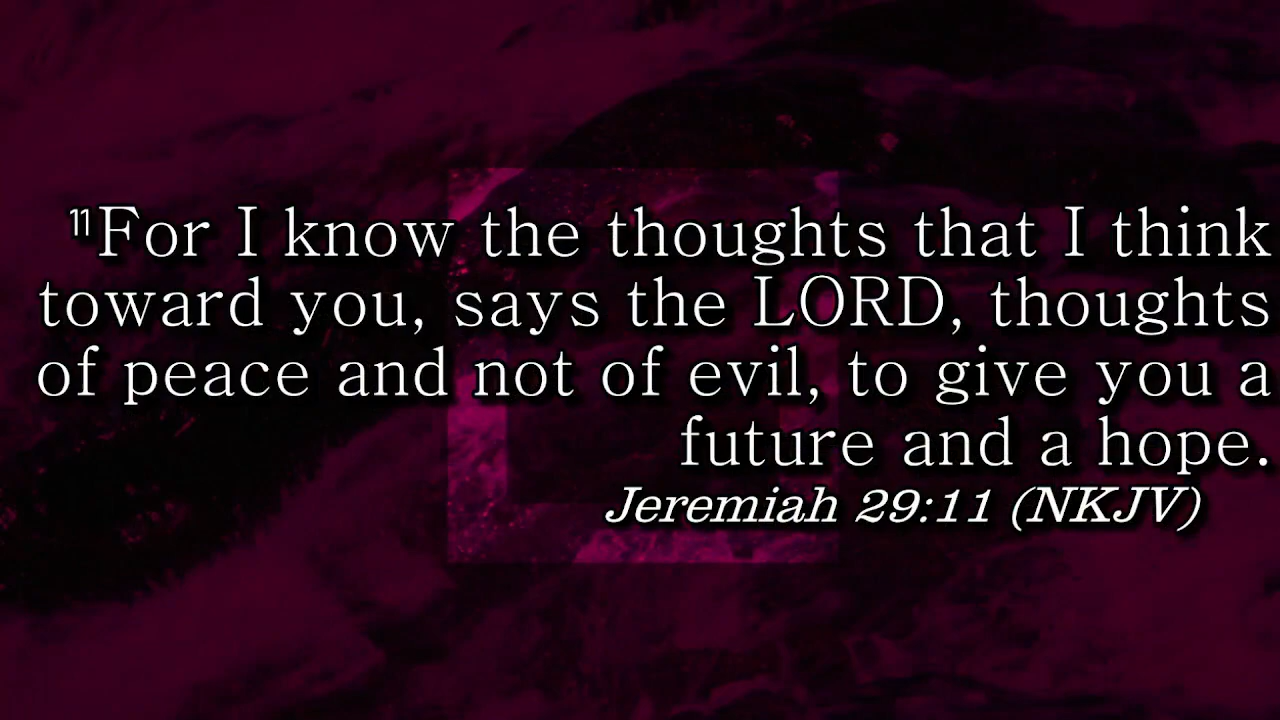 ¹¹For I know the thoughts that I think
toward you, says the LORD, thoughts
of peace and not of evil, to give you a
future and a hope.
Jeremiah 29:11 (NKJV)